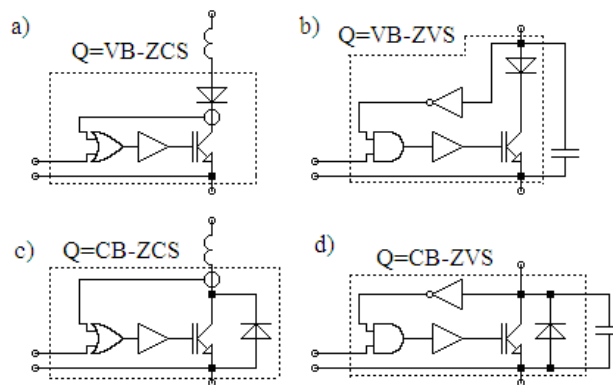 a)
Q=VB-ZCS
b)
Q=VB-ZVS
c)
Q=CB-ZCS
d)
Q=CB-ZVS